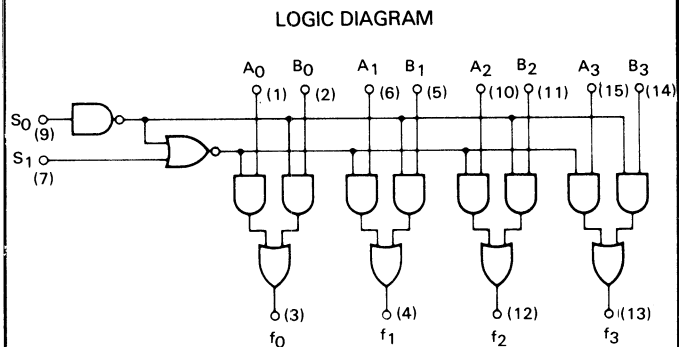 LOGIC DIAGRAM
A0 B0 A1 B1 A2 B2 A3 B3
(1) (2) (6) (5) (10) (11) (15) (14)
S0
(9)
S1
(7)
(3) (4) (12) (13)
f0 f1 f2 f3